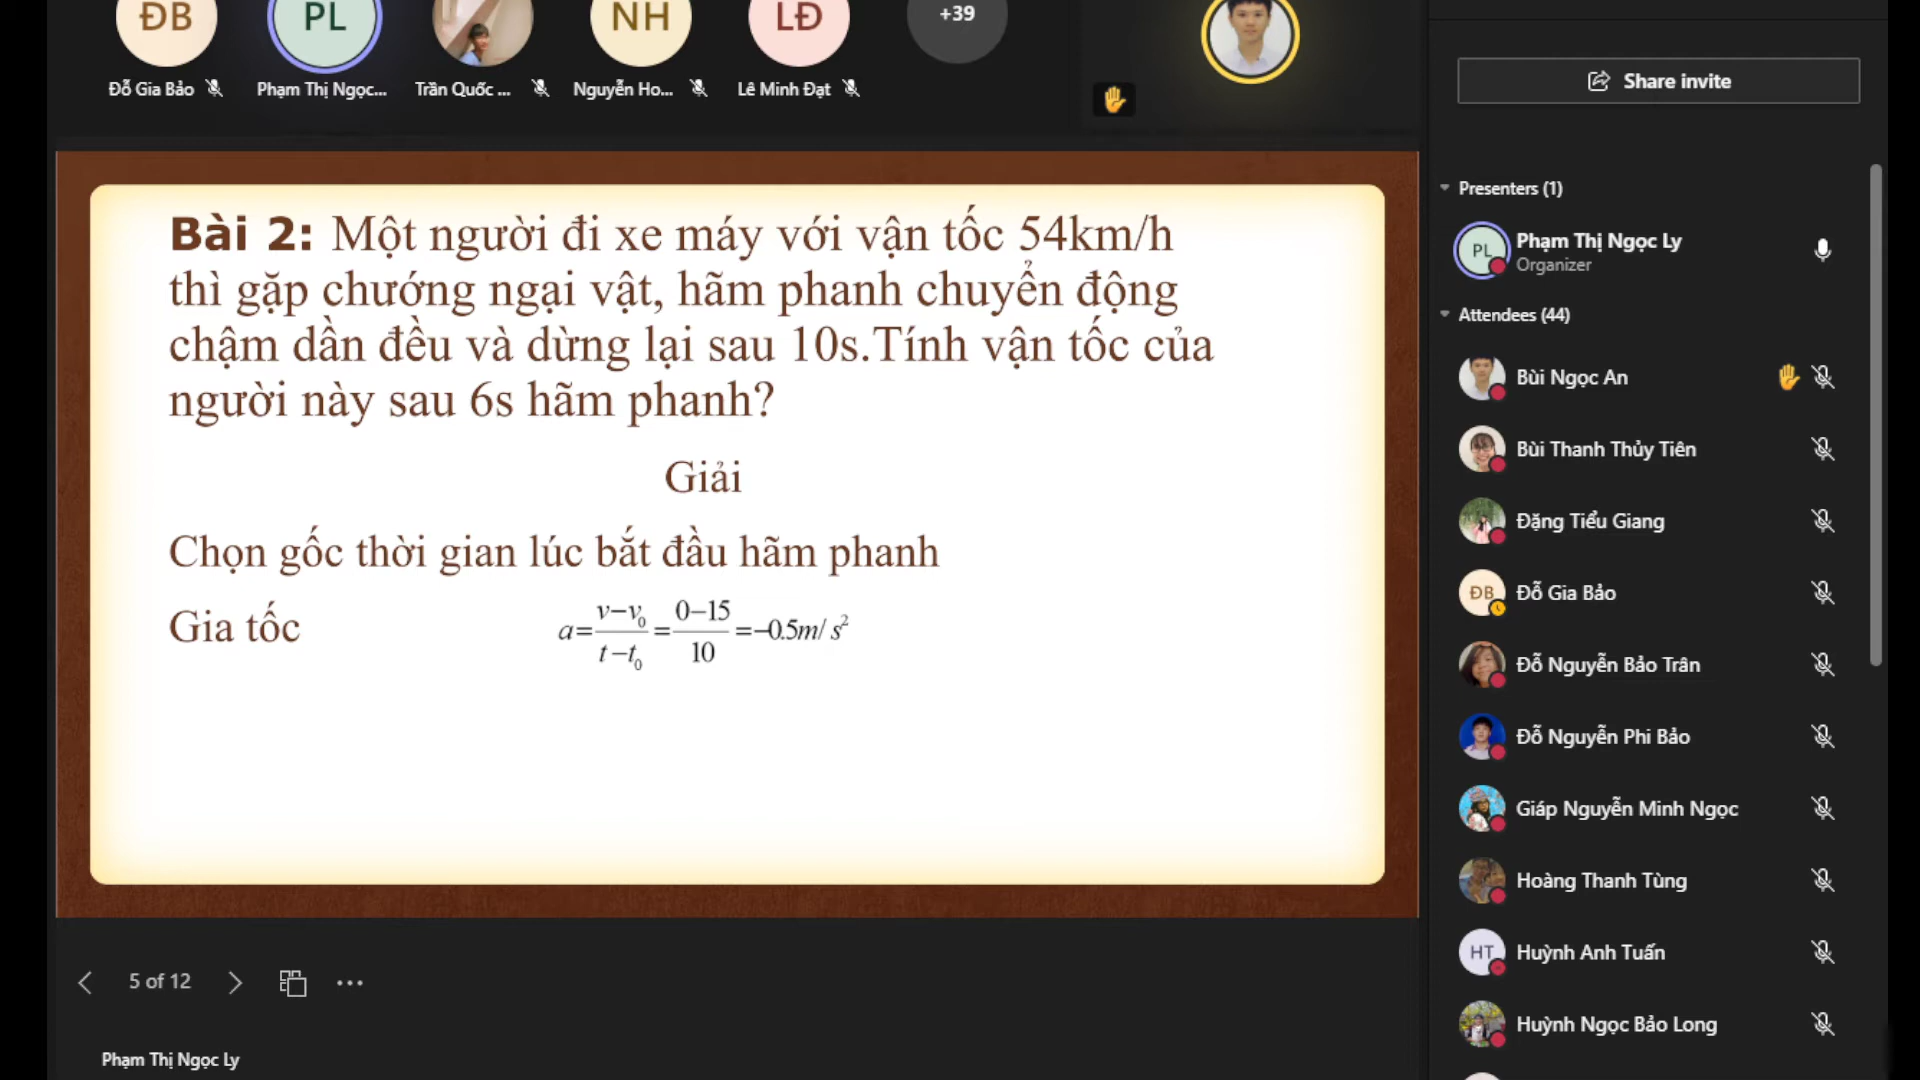 ĐB
PL
NH
LĐ
+39
Đỗ Gia Bảo
Phạm Thị Ngọc...
Trần Quốc ...
Nguyễn Ho...
Lê Minh Đạt
Share invite
Presenters (1)
PL
Phạm Thị Ngọc Ly
Organizer
Attendees (44)
Bùi Ngọc An
Bùi Thanh Thủy Tiên
Đặng Tiểu Giang
ĐB
Đỗ Gia Bảo
Đỗ Nguyễn Bảo Trân
Đỗ Nguyễn Phi Bảo
Giáp Nguyễn Minh Ngọc
Hoàng Thanh Tùng
HT
Huỳnh Anh Tuấn
Huỳnh Ngọc Bảo Long
Bài 2: Một người đi xe máy với vận tốc 54km/h
thì gặp chướng ngại vật, hãm phanh chuyển động
chậm dần đều và dừng lại sau 10s.Tính vận tốc của
người này sau 6s hãm phanh?
Giải
Chọn gốc thời gian lúc bắt đầu hãm phanh
Gia tốc a=(v−v₀)/(t−t₀)=(0−15)/10=−0.5m/s²
5 of 12
Phạm Thị Ngọc Ly